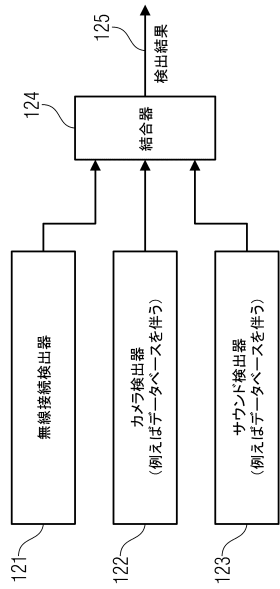 121
無線接続検出器
122
カメラ検出器
(例えばデータベースを伴う)
123
サウンド検出器
(例えばデータベースを伴う)
124
結合器
125
検出結果